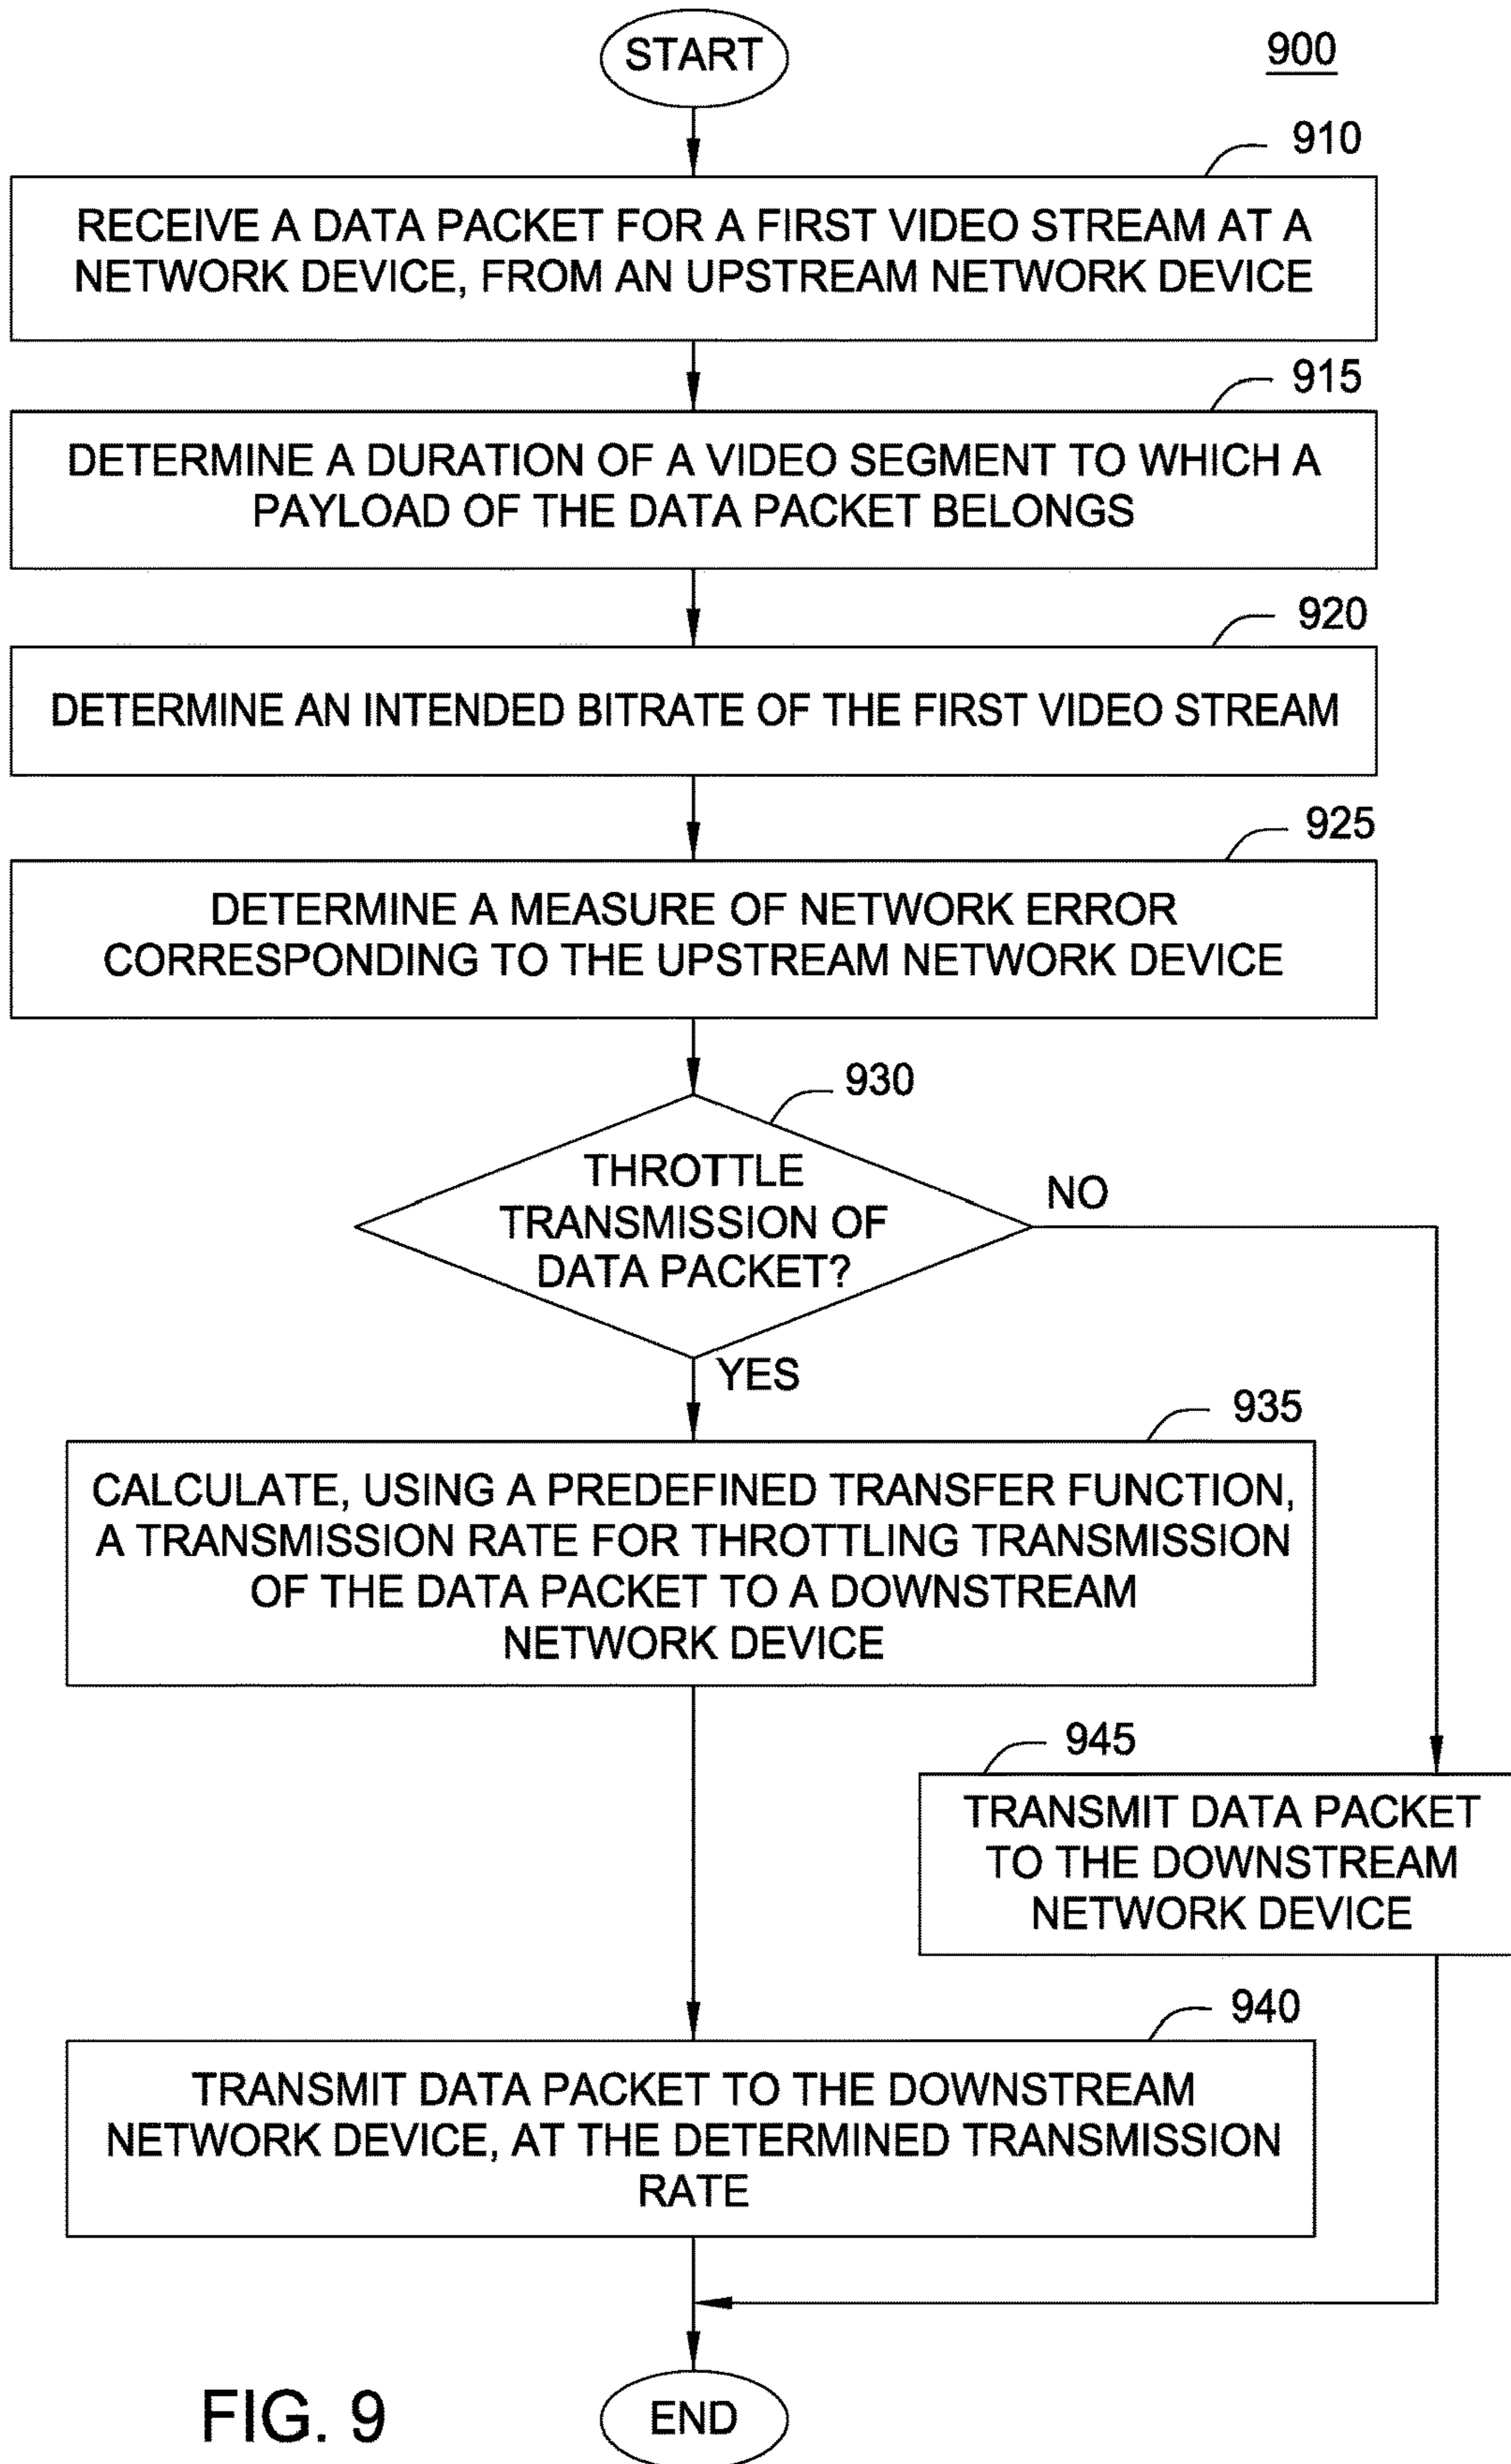 START
900
910
RECEIVE A DATA PACKET FOR A FIRST VIDEO STREAM AT A
NETWORK DEVICE, FROM AN UPSTREAM NETWORK DEVICE
915
DETERMINE A DURATION OF A VIDEO SEGMENT TO WHICH A
PAYLOAD OF THE DATA PACKET BELONGS
920
DETERMINE AN INTENDED BITRATE OF THE FIRST VIDEO STREAM
925
DETERMINE A MEASURE OF NETWORK ERROR
CORRESPONDING TO THE UPSTREAM NETWORK DEVICE
930
THROTTLE
TRANSMISSION OF
DATA PACKET?
NO
YES
935
CALCULATE, USING A PREDEFINED TRANSFER FUNCTION,
A TRANSMISSION RATE FOR THROTTLING TRANSMISSION
OF THE DATA PACKET TO A DOWNSTREAM
NETWORK DEVICE
945
TRANSMIT DATA PACKET
TO THE DOWNSTREAM
NETWORK DEVICE
940
TRANSMIT DATA PACKET TO THE DOWNSTREAM
NETWORK DEVICE, AT THE DETERMINED TRANSMISSION
RATE
END
FIG. 9